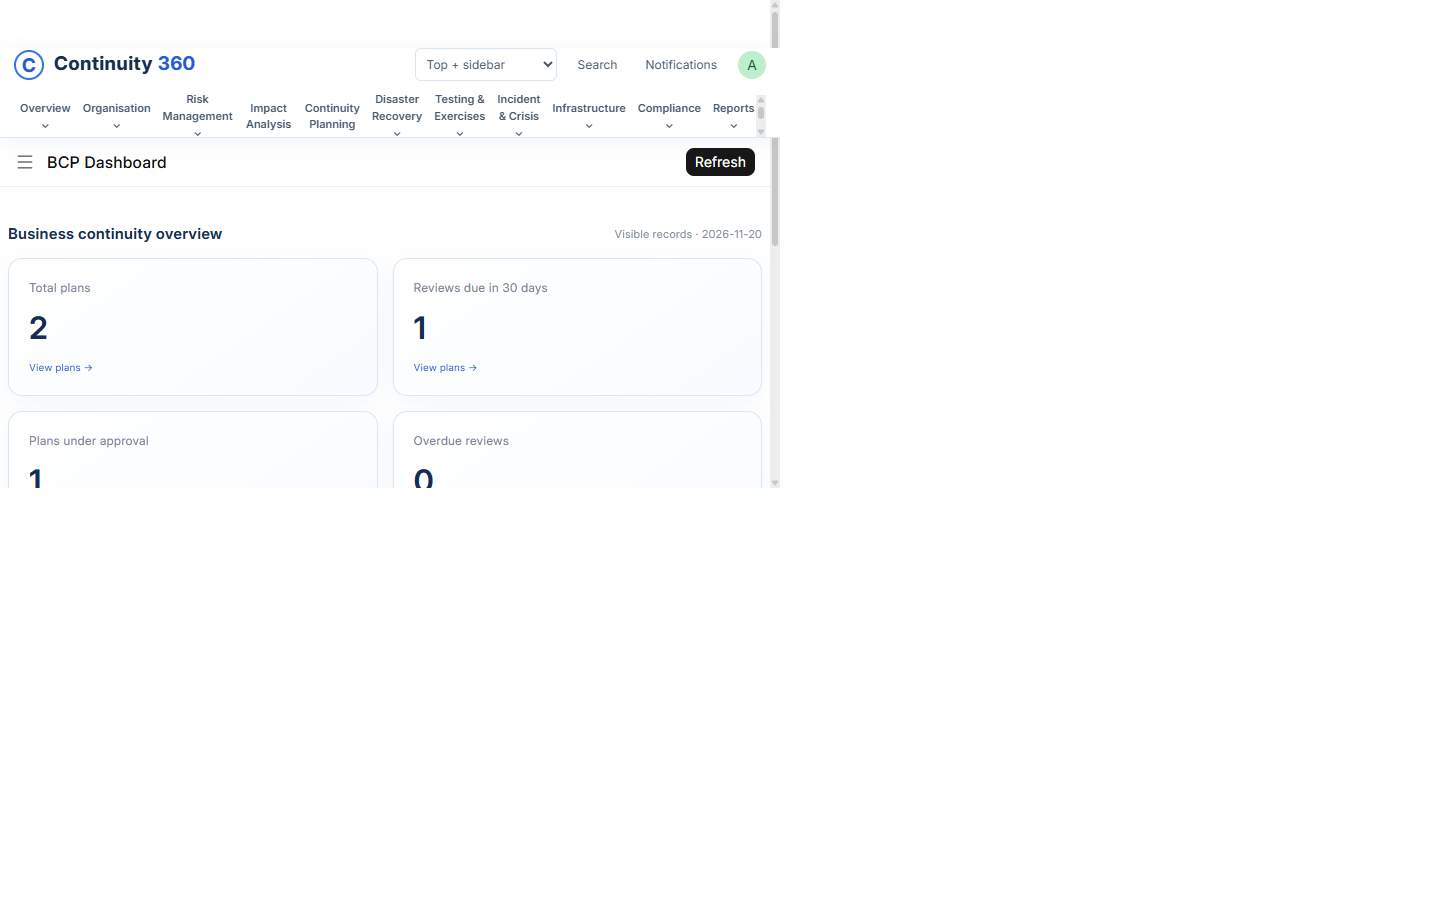 C Continuity 360
Top + sidebar
Search
Notifications
A
Overview
Organisation
Risk Management
Impact Analysis
Continuity Planning
Disaster Recovery
Testing & Exercises
Incident & Crisis
Infrastructure
Compliance
Reports
BCP Dashboard
Refresh
Business continuity overview
Visible records · 2026-11-20
Total plans
2
View plans →
Reviews due in 30 days
1
View plans →
Plans under approval
1
Overdue reviews
0